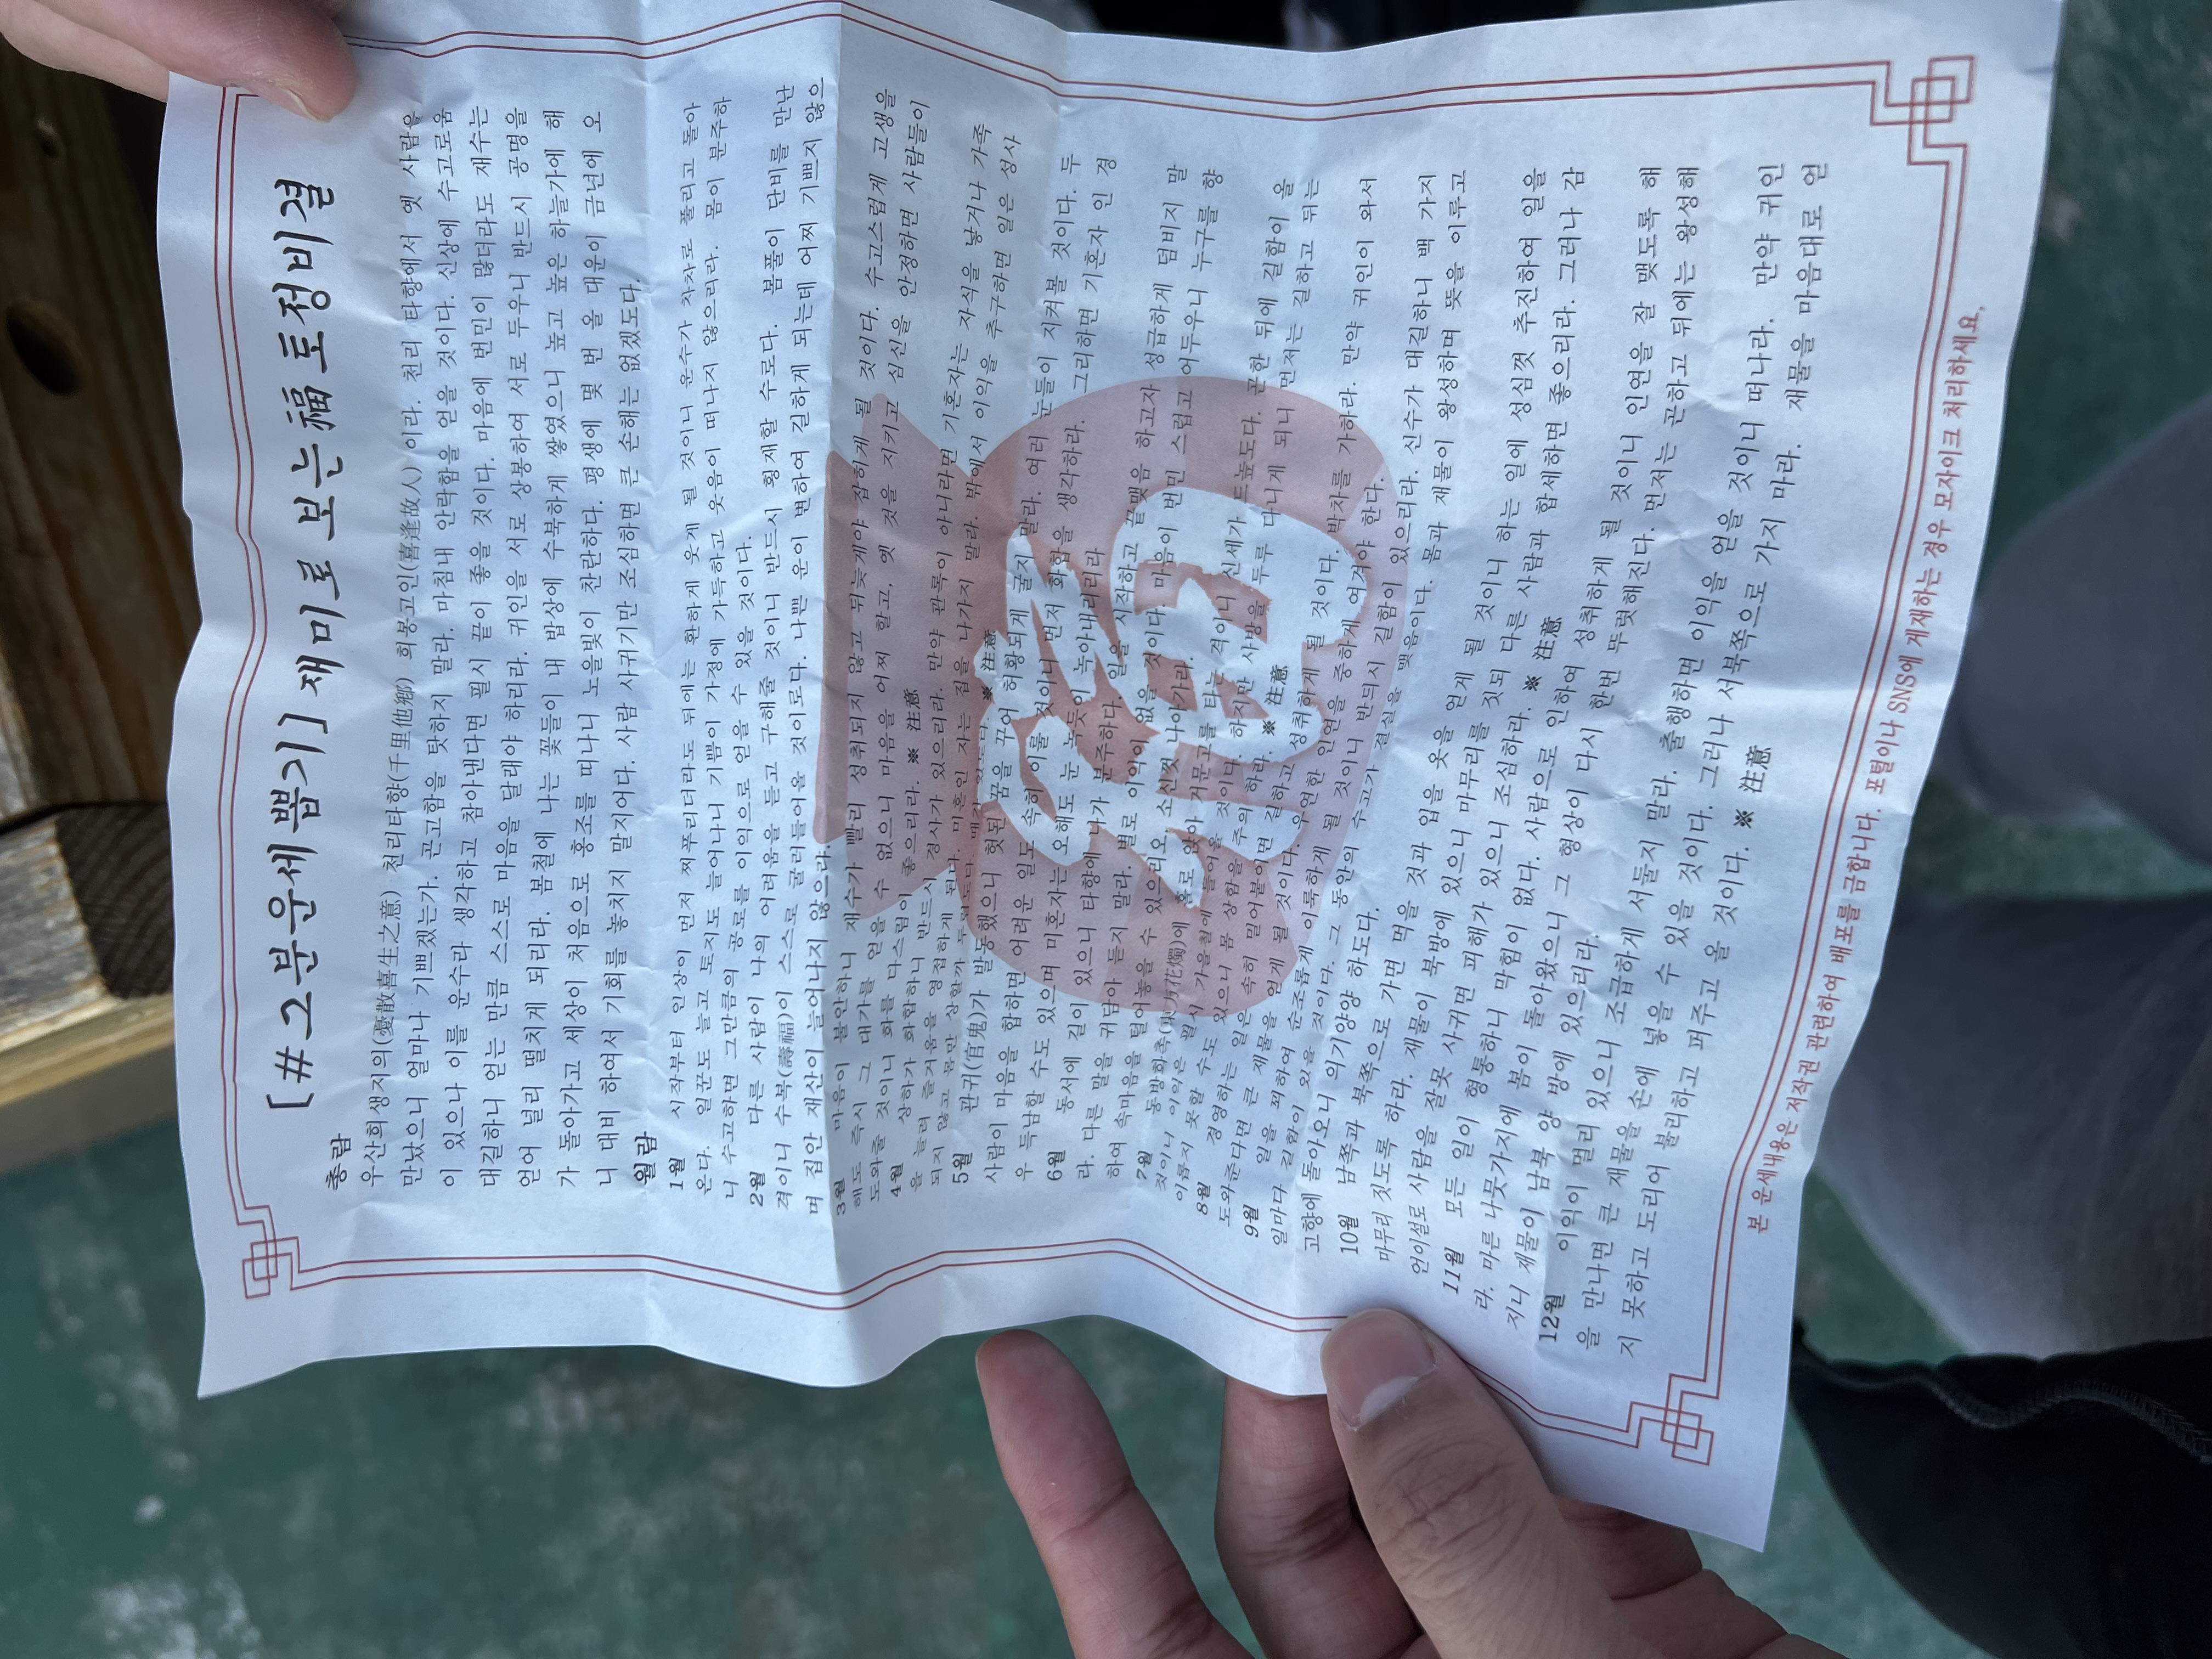 [#그분운세뽑기] 재미로 보는 福 토정비결
총람
우산희생지의(憂散喜生之意) 천리타향(千里他鄕) 희봉고인(喜逢故人) 이라. 천리 타향에서 옛 사람을
만났으니 얼마나 기쁘겠는가. 곤고함을 탓하지 말라. 마침내 안락함을 얻을 것이다. 신상에 수고로움
이 있으나 이를 운수라 생각하고 참아낸다면 필시 끝이 좋을 것이다. 마음에 번민이 많더라도 재수는
대길하니 얻는 만큼 스스로 마음을 달래야 하리라. 귀인을 서로 상봉하여 서로 두우니 반드시 공명을
얻어 널리 떨치게 되리라. 봄철에 나는 꽃들이 내 밥상에 수북하게 쌓였으니 높고 높은 하늘가에 해
가 돌아가고 세상이 처음으로 홍조를 떠나니 노을빛이 찬란하다. 평생에 몇 번 올 대운이 금년에 오
니 대비 하여서 기회를 놓치지 말지어다. 사람 사귀기만 조심하면 큰 손해는 없겠도다.
월람
1월 시작부터 인상이 먼저 찌푸리더라도 뒤에는 환하게 웃게 될 것이니 운수가 차차로 풀리고 돌아
온다. 일꾼도 늘고 토지도 늘어나니 기쁨이 가정에 가득하고 웃음이 떠나지 않으리라. 몸이 분주하
니 수고하면 그만큼의 공로를 이익으로 얻을 수 있을 것이다.
2월 다른 사람이 나의 어려움을 듣고 구해줄 것이니 반드시 횡재할 수로다. 봄풀이 단비를 만난
격이니 수복(壽福)이 스스로 굴러들어올 것이로다. 나쁜 운이 변하여 길하게 되는데 어찌 기쁘지 않으
며 집안 재산이 늘어나지 않으랴.
3월 마음이 불안하니 재수가 빨리 성취되지 않고 뒤늦게야 잡히게 될 것이다. 수고스럽게 고생을
해도 즉시 그 대가를 얻을 수 없으니 마음을 어찌 할고, 옛 것을 지키고 심신을 안정하면 사람들이
도와줄 것이니 화를 다스림이 좋으리라. ※ 注意
4월 상하가 화합하니 반드시 경사가 있으리라. 만약 관록이 아니라면 기혼자는 자식을 낳거나 가족
을 늘려 즐거움을 영접하게 된다. 미혼인 자는 집을 나가지 말라. 밖에서 이익을 추구하면 일은 성사
되지 않고 몸만 상할까 두렵도다. ※ 注意
5월 관귀(官鬼)가 발동했으니 헛된 꿈을 꾸어 허황되게 굴지 말라. 여러 눈들이 지켜볼 것이다. 두
사람이 마음을 합하면 어려운 일도 속히 이룰 것이니 먼저 화합을 생각하라. 그리하면 기혼자 인 경
우 득남할 수도 있으며 미혼자는 오해도 눈 녹듯이 녹아내리리라
6월 동서에 길이 있으니 타향에 나가 분주하다. 일을 시작하고 끝맺음 하고자 성급하게 덤비지 말
라. 다른 말을 귀담아 듣지 말라. 별로 이익이 없을 것이다. 마음이 번민 스럽고 어두우니 누구를 향
하여 속마음을 털어놓을 수 있으리오, 소신껏 나아가라.
7월 동방화촉(東方花燭)에 홀로 앉아 거문고를 타는 격이니 신세가 드높도다. 곤한 뒤에 길함이 올
것이니 이익은 필시 가을철에 들어올 것이다. 하지만 사방을 두루 다니게 되니 먼저는 길하고 뒤는
이롭지 못할 수도 있으니 몸 상함을 주의 하라. ※ 注意
8월 경영하는 일은 속히 밀어붙이면 길하고 성취하게 될 것이다. 박차를 가하라. 만약 귀인이 와서
도와준다면 큰 재물을 얻게 될 것이다. 우연한 인연을 중하게 여겨야 한다.
9월 일을 꾀하여 순조롭게 이룩하게 될 것이니 반듸시 길함이 있으리라. 신수가 대길하니 백 가지
일마다 길함이 있을 것이다. 그 동안의 수고가 결실을 맺음이다. 몸과 재물이 왕성하며 뜻을 이루고
고향에 돌아오니 의기양양 하도다.
10월 남쪽과 북쪽으로 가면 먹을 것과 입을 옷을 얻게 될 것이니 하는 일에 성심껏 추진하여 일을
마무리 짓도록 하라. 재물이 북방에 있으니 마무리를 짓되 다른 사람과 합세하면 좋으리라. 그러나 감
언이설로 사람을 잘못 사귀면 피해가 있으니 조심하라. ※ 注意
11월 모든 일이 형통하니 막힘이 없다. 사람으로 인하여 성취하게 될 것이니 인연을 잘 맺도록 해
라. 마른 나뭇가지에 봄이 돌아왔으니 그 형상이 다시 한번 뚜렷해진다. 먼저는 곤하고 뒤에는 왕성해
지니 재물이 남북 양 방에 있으리라.
12월 이익이 멀리 있으니 조급하게 서둘지 말라. 출행하면 이익을 얻을 것이니 떠나라. 만약 귀인
을 만나면 큰 재물을 손에 넣을 수 있을 것이다. 그러나 서북쪽으로 가지 마라. 재물을 마음대로 얻
지 못하고 도리어 불리하고 퍼주고 올 것이다. ※ 注意
福
본 운세내용은 저작권 관련하여 배포를 금합니다. 포털이나 SNS에 게재하는 경우 모자이크 처리하세요.